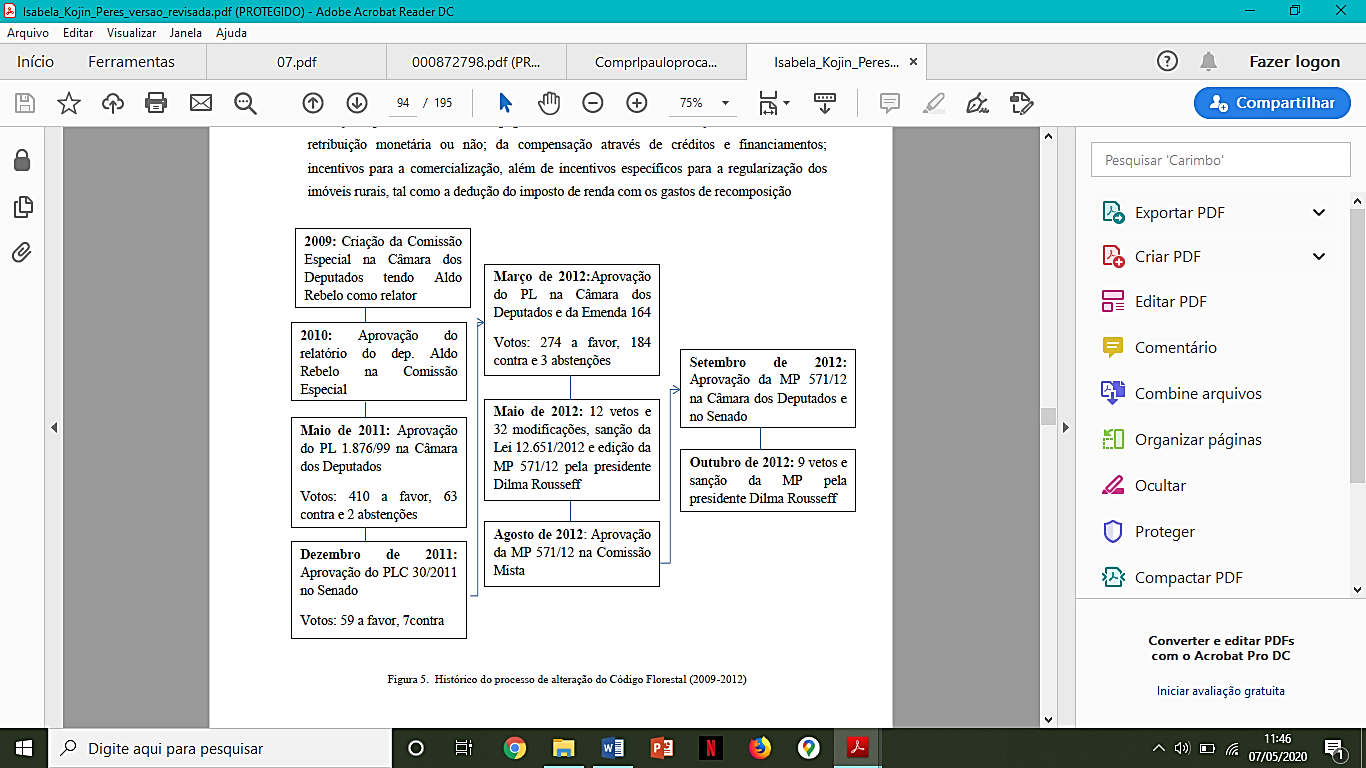 Isabela_Kojin_Peres_versao_revisada.pdf (PROTEGIDO) - Adobe Acrobat Reader DC
Arquivo Editar Visualizar Janela Ajuda
Início Ferramentas 07.pdf 000872798.pdf (PR... Comprlpauloproca... Isabela_Kojin_Peres... × Fazer logon
94 / 195 75% Compartilhar
retribuição monetária ou não; da compensação através de créditos e financiamentos;
incentivos para a comercialização, além de incentivos específicos para a regularização dos
imóveis rurais, tal como a dedução do imposto de renda com os gastos de recomposição
2009: Criação da Comissão
Especial na Câmara dos
Deputados tendo Aldo
Rebelo como relator
2010: Aprovação do
relatório do dep. Aldo
Rebelo na Comissão
Especial
Maio de 2011: Aprovação
do PL 1.876/99 na Câmara
dos Deputados
Votos: 410 a favor, 63
contra e 2 abstenções
Dezembro de 2011:
Aprovação do PLC 30/2011
no Senado
Votos: 59 a favor, 7contra
Março de 2012:Aprovação
do PL na Câmara dos
Deputados e da Emenda 164
Votos: 274 a favor, 184
contra e 3 abstenções
Maio de 2012: 12 vetos e
32 modificações, sanção da
Lei 12.651/2012 e edição da
MP 571/12 pela presidente
Dilma Rousseff
Agosto de 2012: Aprovação
da MP 571/12 na Comissão
Mista
Setembro de 2012:
Aprovação da MP 571/12
na Câmara dos Deputados e
no Senado
Outubro de 2012: 9 vetos e
sanção da MP pela
presidente Dilma Rousseff
Figura 5. Histórico do processo de alteração do Código Florestal (2009-2012)
Pesquisar 'Carimbo'
Exportar PDF
Criar PDF
Editar PDF
Comentário
Combine arquivos
Organizar páginas
Ocultar
Proteger
Compactar PDF
Converter e editar PDFs
com o Acrobat Pro DC
Iniciar avaliação gratuita
Digite aqui para pesquisar
11:46
07/05/2020
1